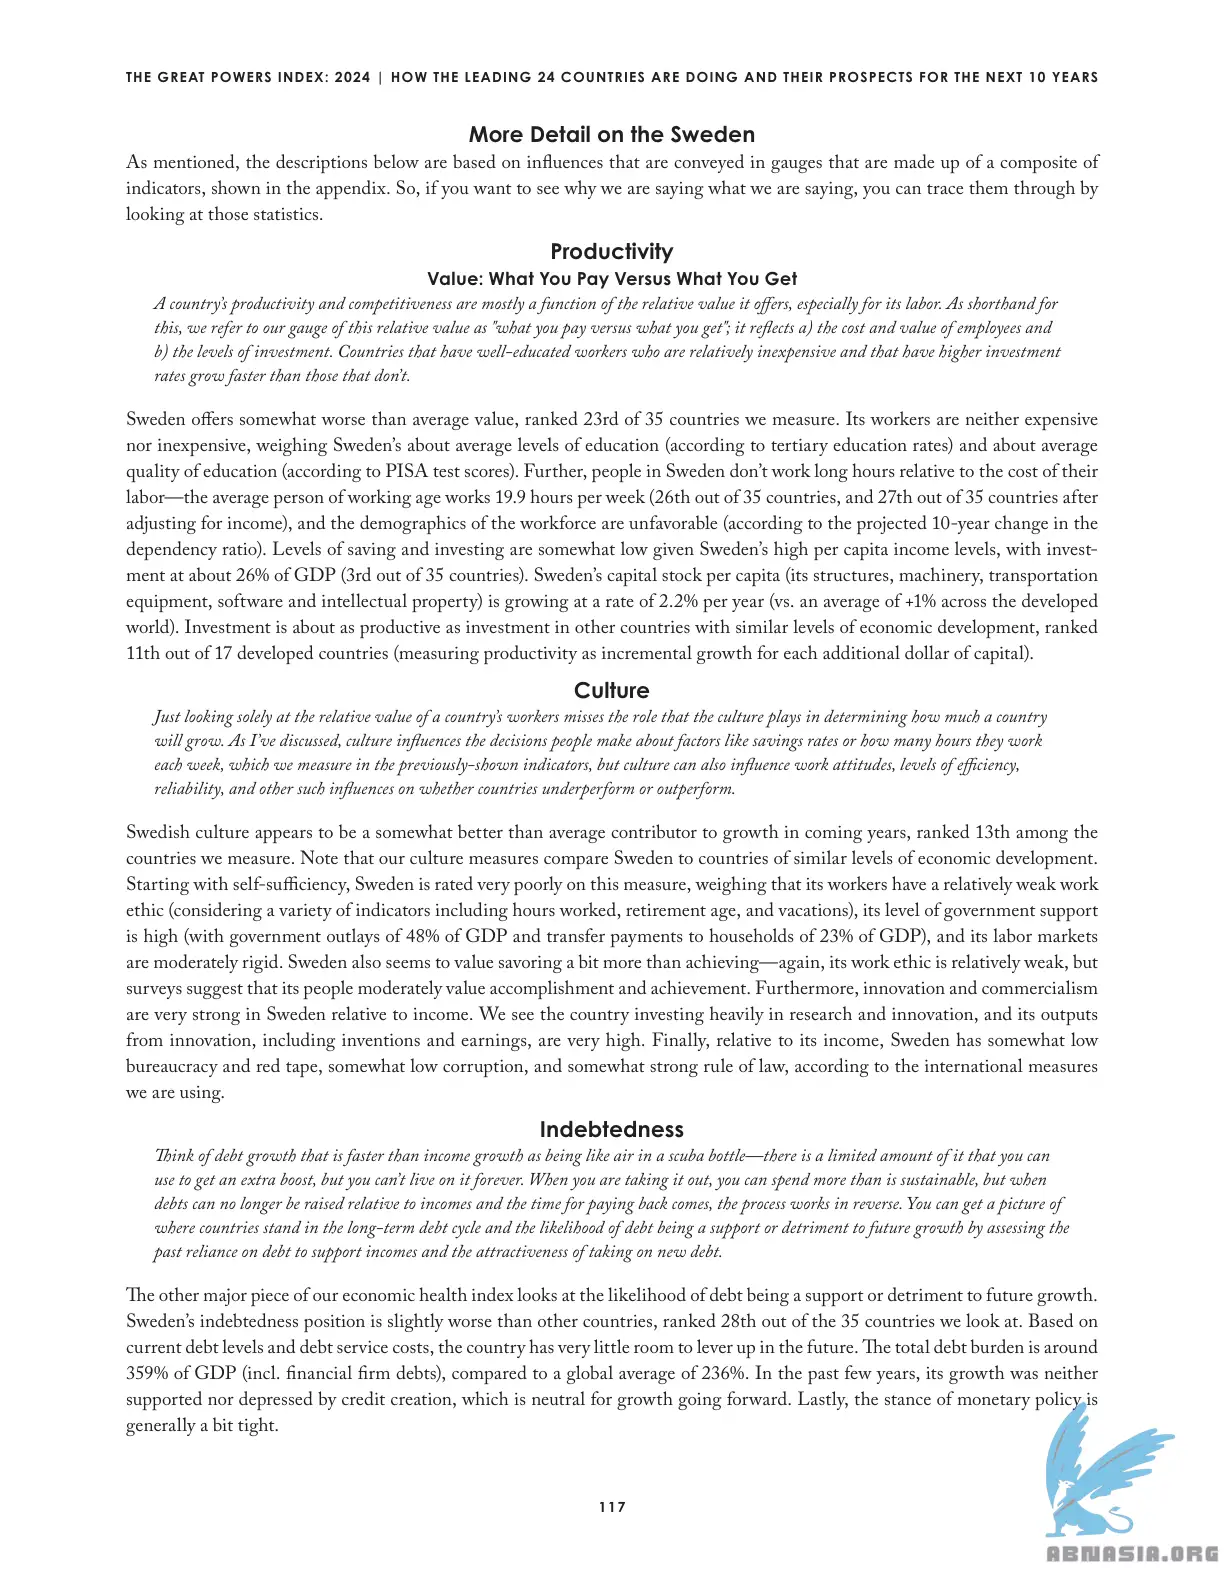 THE GREAT POWERS INDEX: 2024 | HOW THE LEADING 24 COUNTRIES ARE DOING AND THEIR PROSPECTS FOR THE NEXT 10 YEARS
More Detail on the Sweden
As mentioned, the descriptions below are based on influences that are conveyed in gauges that are made up of a composite of
indicators, shown in the appendix. So, if you want to see why we are saying what we are saying, you can trace them through by
looking at those statistics.
Productivity
Value: What You Pay Versus What You Get
A country's productivity and competitiveness are mostly a function of the relative value it offers, especially for its labor. As shorthand for
this, we refer to our gauge of this relative value as "what you pay versus what you get"; it reflects a) the cost and value of employees and
b) the levels of investment. Countries that have well-educated workers who are relatively inexpensive and that have higher investment
rates grow faster than those that don't.
Sweden offers somewhat worse than average value, ranked 23rd of 35 countries we measure. Its workers are neither expensive
nor inexpensive, weighing Sweden's about average levels of education (according to tertiary education rates) and about average
quality of education (according to PISA test scores). Further, people in Sweden don't work long hours relative to the cost of their
labor—the average person of working age works 19.9 hours per week (26th out of 35 countries, and 27th out of 35 countries after
adjusting for income), and the demographics of the workforce are unfavorable (according to the projected 10-year change in the
dependency ratio). Levels of saving and investing are somewhat low given Sweden's high per capita income levels, with invest-
ment at about 26% of GDP (3rd out of 35 countries). Sweden's capital stock per capita (its structures, machinery, transportation
equipment, software and intellectual property) is growing at a rate of 2.2% per year (vs. an average of +1% across the developed
world). Investment is about as productive as investment in other countries with similar levels of economic development, ranked
11th out of 17 developed countries (measuring productivity as incremental growth for each additional dollar of capital).
Culture
Just looking solely at the relative value of a country's workers misses the role that the culture plays in determining how much a country
will grow. As I've discussed, culture influences the decisions people make about factors like savings rates or how many hours they work
each week, which we measure in the previously-shown indicators, but culture can also influence work attitudes, levels of efficiency,
reliability, and other such influences on whether countries underperform or outperform.
Swedish culture appears to be a somewhat better than average contributor to growth in coming years, ranked 13th among the
countries we measure. Note that our culture measures compare Sweden to countries of similar levels of economic development.
Starting with self-sufficiency, Sweden is rated very poorly on this measure, weighing that its workers have a relatively weak work
ethic (considering a variety of indicators including hours worked, retirement age, and vacations), its level of government support
is high (with government outlays of 48% of GDP and transfer payments to households of 23% of GDP), and its labor markets
are moderately rigid. Sweden also seems to value savoring a bit more than achieving—again, its work ethic is relatively weak, but
surveys suggest that its people moderately value accomplishment and achievement. Furthermore, innovation and commercialism
are very strong in Sweden relative to income. We see the country investing heavily in research and innovation, and its outputs
from innovation, including inventions and earnings, are very high. Finally, relative to its income, Sweden has somewhat low
bureaucracy and red tape, somewhat low corruption, and somewhat strong rule of law, according to the international measures
we are using.
Indebtedness
Think of debt growth that is faster than income growth as being like air in a scuba bottle—there is a limited amount of it that you can
use to get an extra boost, but you can't live on it forever. When you are taking it out, you can spend more than is sustainable, but when
debts can no longer be raised relative to incomes and the time for paying back comes, the process works in reverse. You can get a picture of
where countries stand in the long-term debt cycle and the likelihood of debt being a support or detriment to future growth by assessing the
past reliance on debt to support incomes and the attractiveness of taking on new debt.
The other major piece of our economic health index looks at the likelihood of debt being a support or detriment to future growth.
Sweden's indebtedness position is slightly worse than other countries, ranked 28th out of the 35 countries we look at. Based on
current debt levels and debt service costs, the country has very little room to lever up in the future. The total debt burden is around
359% of GDP (incl. financial firm debts), compared to a global average of 236%. In the past few years, its growth was neither
supported nor depressed by credit creation, which is neutral for growth going forward. Lastly, the stance of monetary policy is
generally a bit tight.
117
ABNASIA.ORG